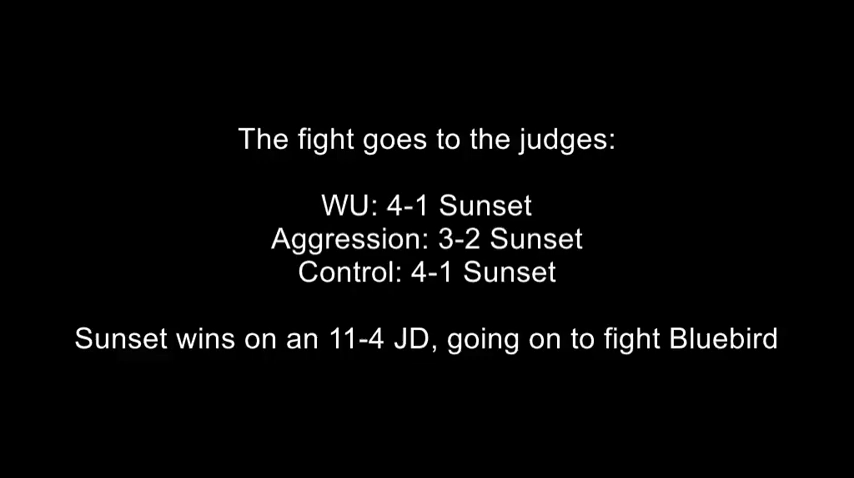 The fight goes to the judges:
WU: 4-1 Sunset
Aggression: 3-2 Sunset
Control: 4-1 Sunset
Sunset wins on an 11-4 JD, going on to fight Bluebird